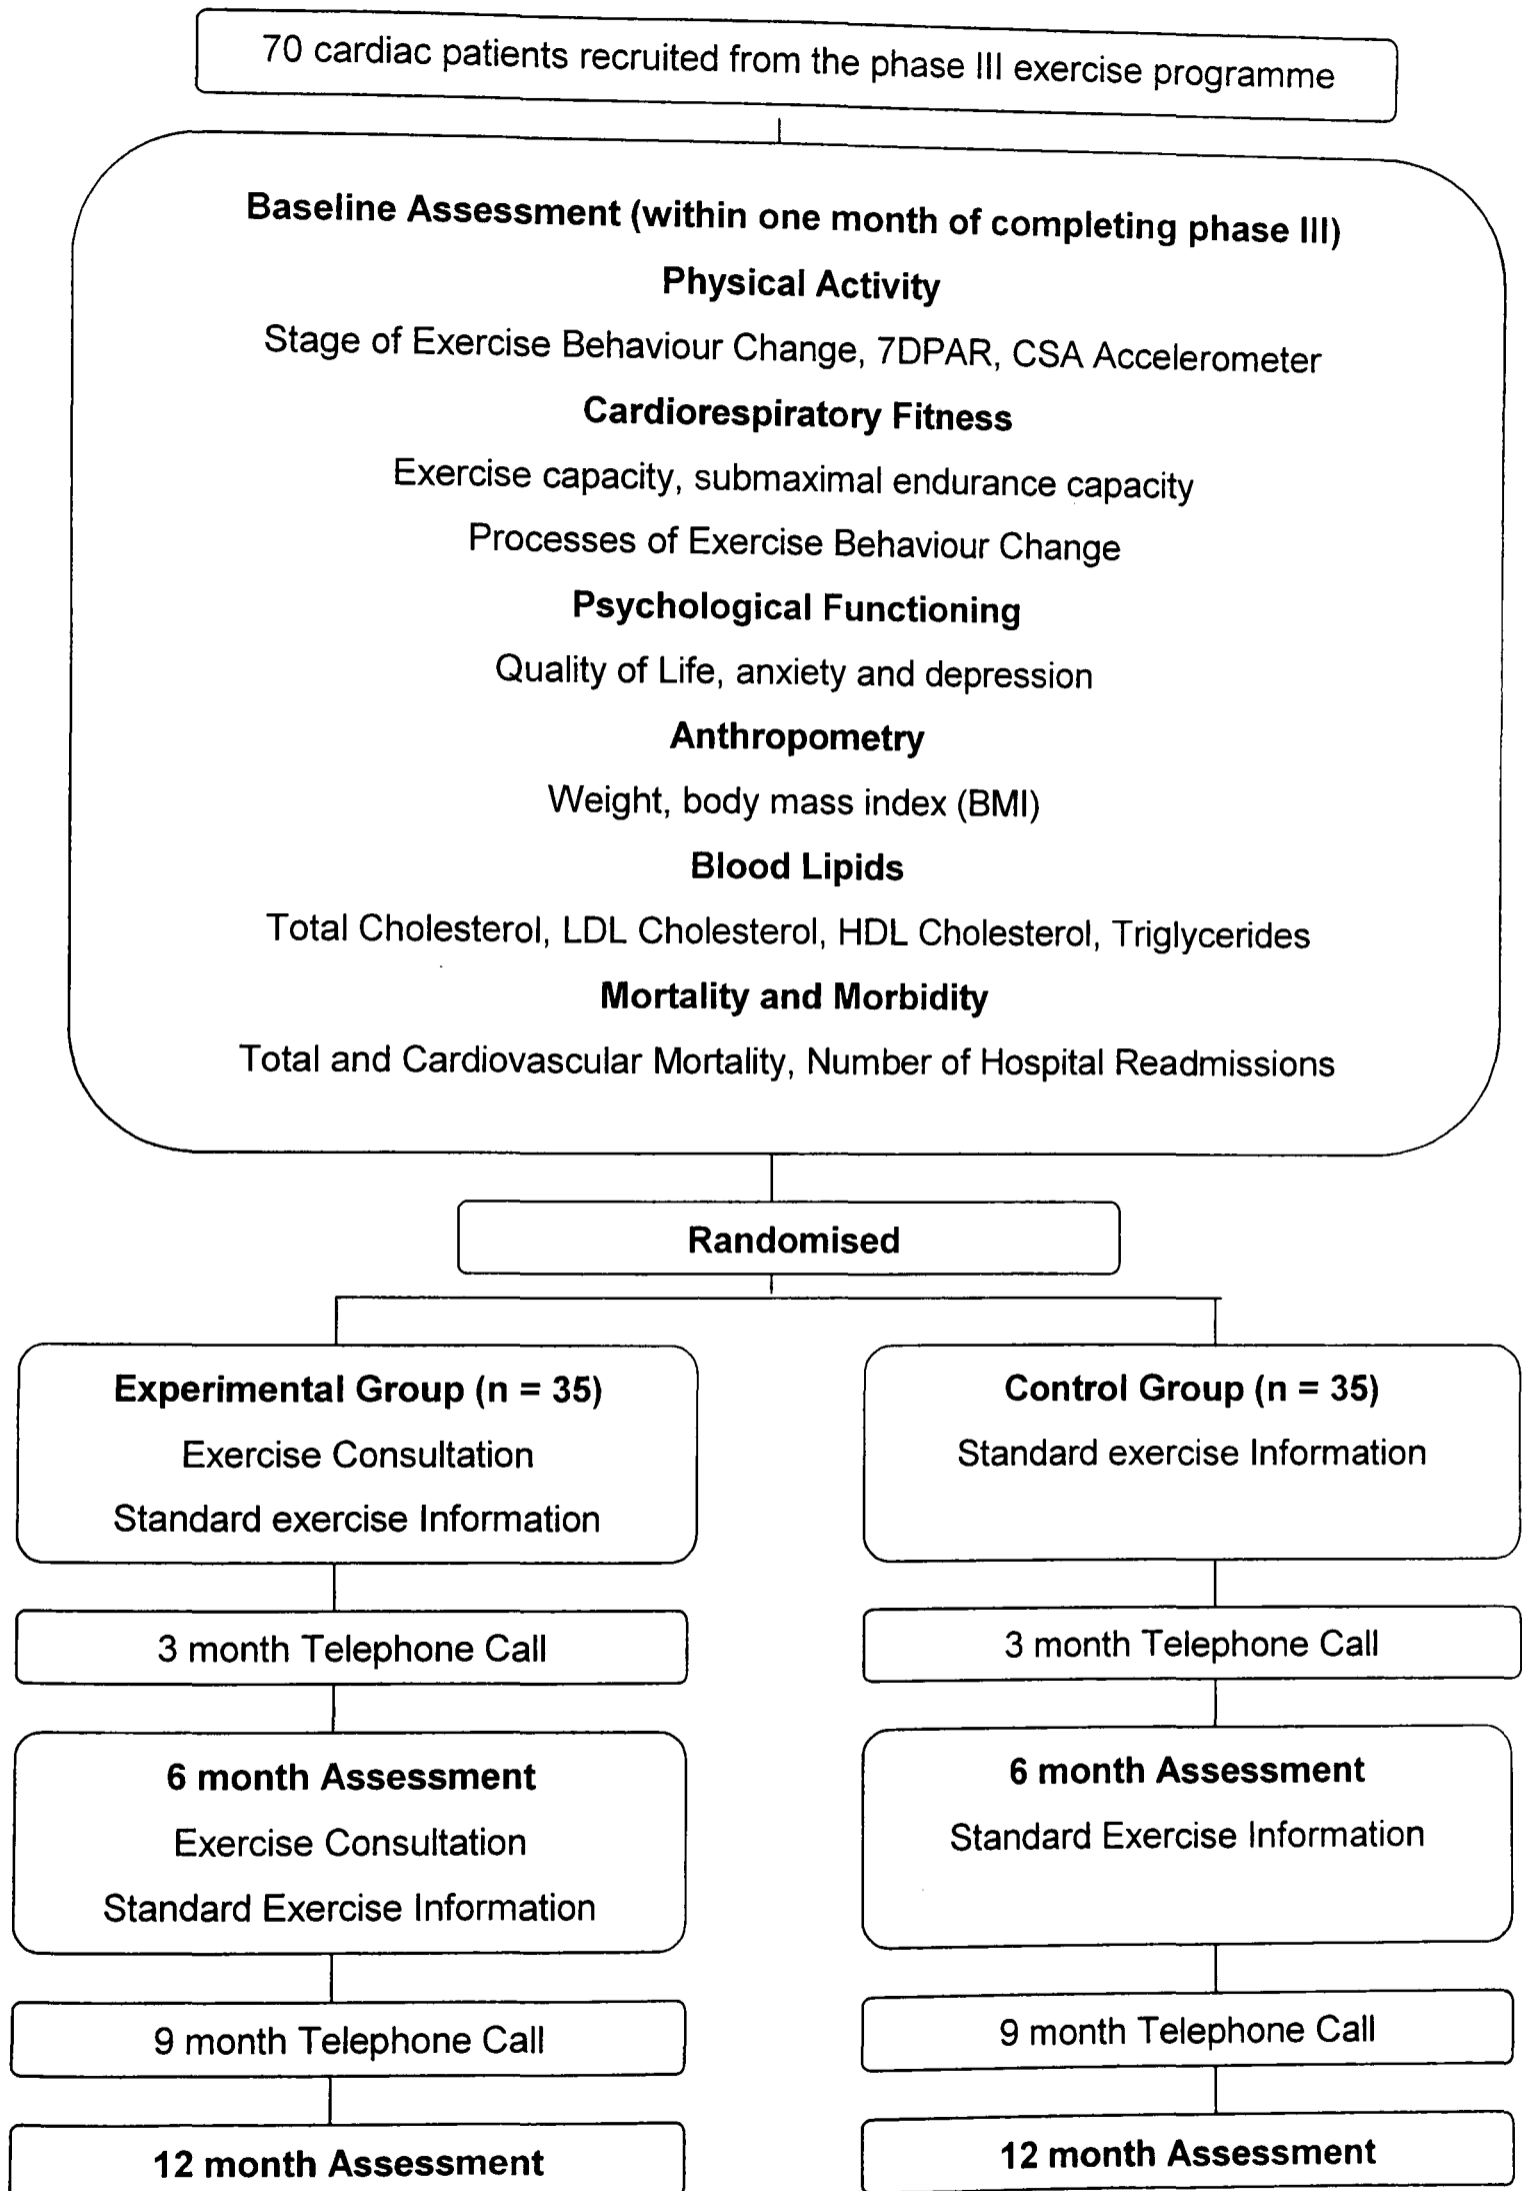 70 cardiac patients recruited from the phase III exercise programme
Baseline Assessment (within one month of completing phase III)
Physical Activity
Stage of Exercise Behaviour Change, 7DPAR, CSA Accelerometer
Cardiorespiratory Fitness
Exercise capacity, submaximal endurance capacity
Processes of Exercise Behaviour Change
Psychological Functioning
Quality of Life, anxiety and depression
Anthropometry
Weight, body mass index (BMI)
Blood Lipids
Total Cholesterol, LDL Cholesterol, HDL Cholesterol, Triglycerides
Mortality and Morbidity
Total and Cardiovascular Mortality, Number of Hospital Readmissions
Randomised
Experimental Group (n = 35)
Exercise Consultation
Standard exercise Information
Control Group (n = 35)
Standard exercise Information
3 month Telephone Call
3 month Telephone Call
6 month Assessment
Exercise Consultation
Standard Exercise Information
6 month Assessment
Standard Exercise Information
9 month Telephone Call
9 month Telephone Call
12 month Assessment
12 month Assessment